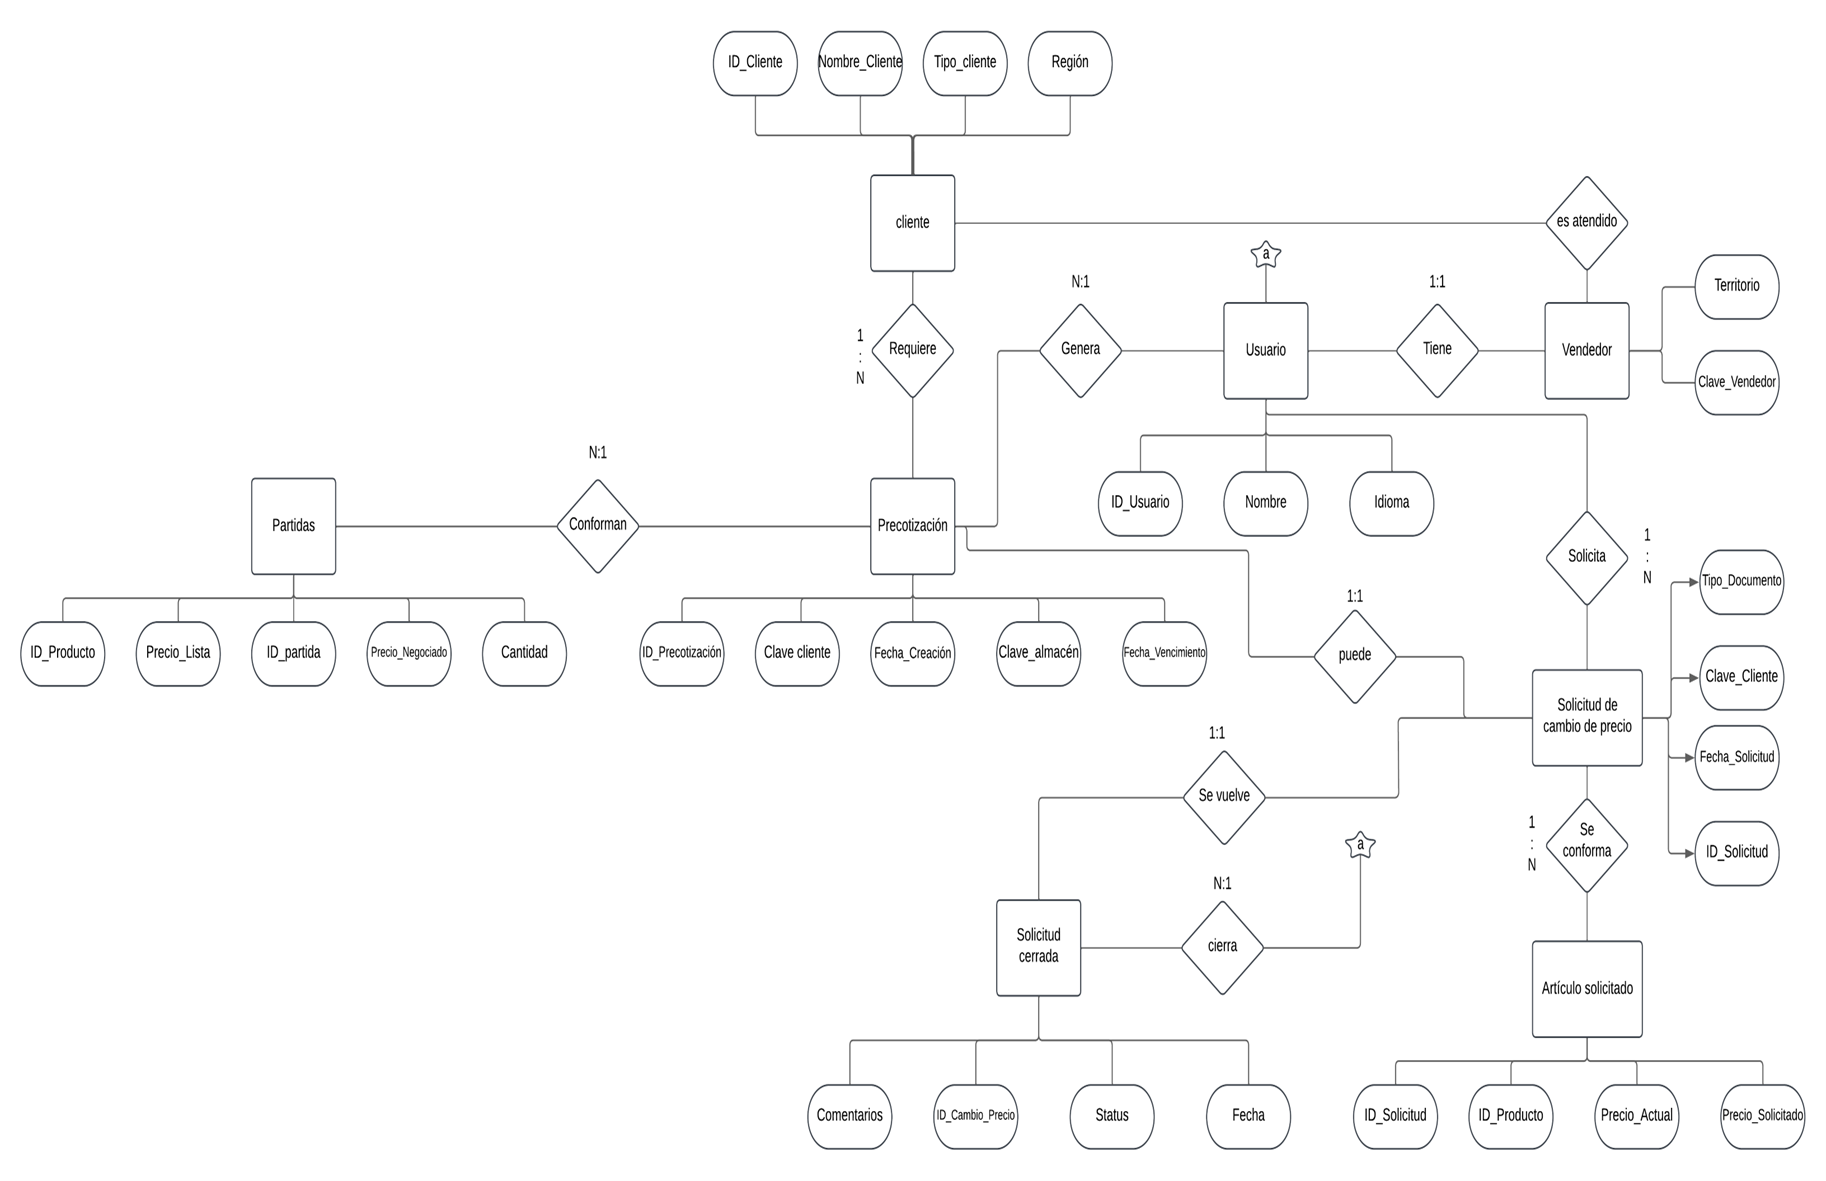 ID_Cliente
Nombre_Cliente
Tipo_cliente
Región
cliente
es atendido
a
N:1
1:1
Territorio
1
:
N
Requiere
Genera
Usuario
Tiene
Vendedor
Clave_Vendedor
N:1
ID_Usuario
Nombre
Idioma
Partidas
Conforman
Precotización
Solicita
1
:
N
Tipo_Documento
1:1
ID_Producto
Precio_Lista
ID_partida
Precio_Negociado
Cantidad
ID_Precotización
Clave cliente
Fecha_Creación
Clave_almacén
Fecha_Vencimiento
puede
Clave_Cliente
Solicitud de
cambio de precio
1:1
Fecha_Solicitud
Se vuelve
a
1
:
N
Se
conforma
ID_Solicitud
N:1
Solicitud
cerrada
cierra
Artículo solicitado
Comentarios
ID_Cambio_Precio
Status
Fecha
ID_Solicitud
ID_Producto
Precio_Actual
Precio_Solicitado